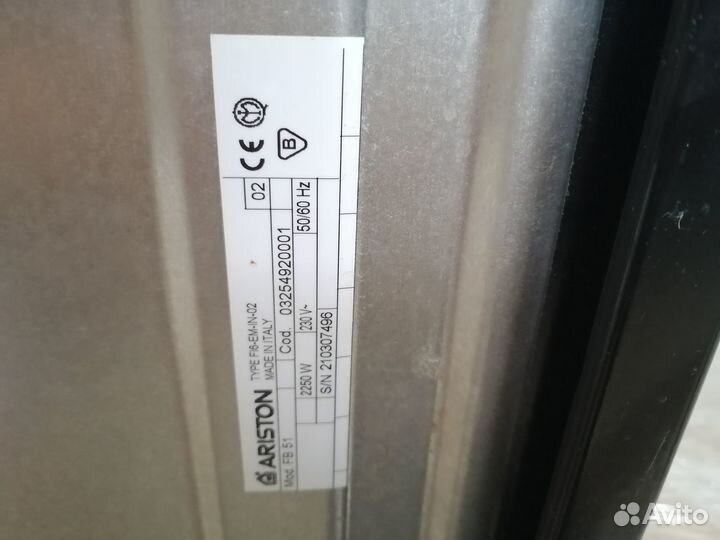 ARISTON TYPE FI6-EM-IN-02
MADE IN ITALY
Mod. FB 51 Cod. 03254920001 02
2250 W 230 V~ 50/60 Hz
S/N 210307496
CE
B
Avito